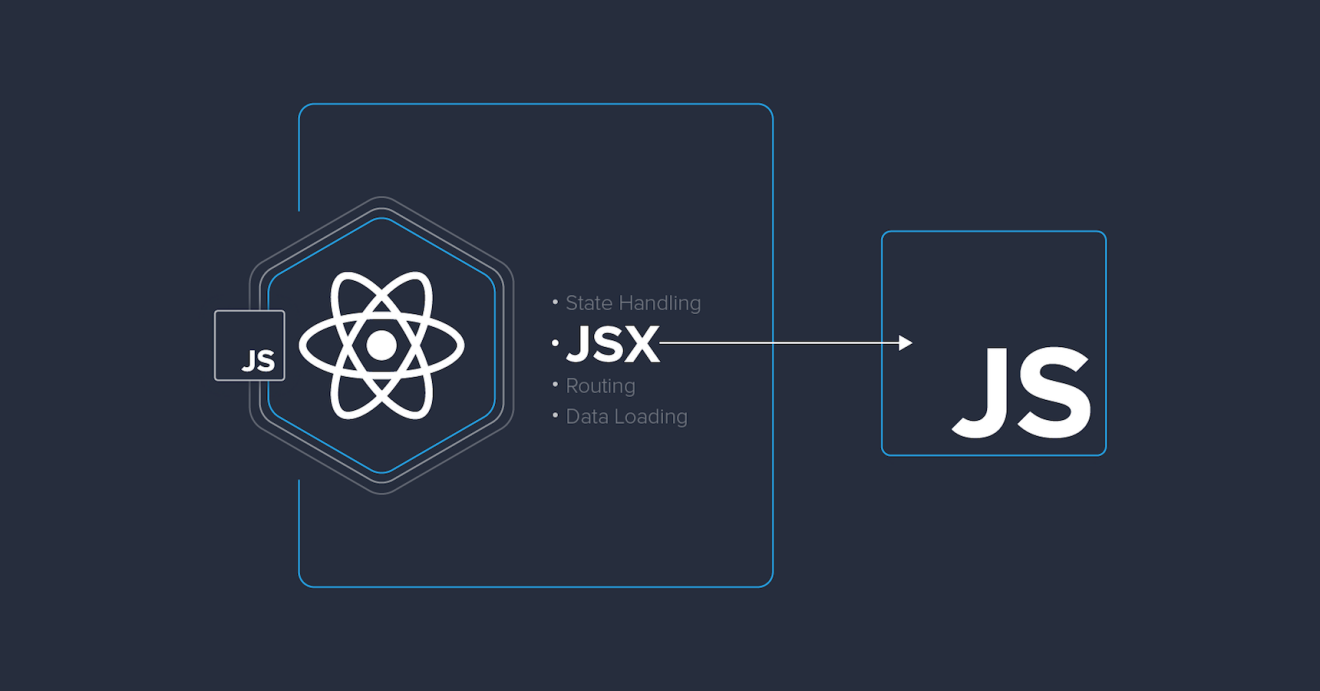 JS
• State Handling
• JSX
• Routing
• Data Loading
JS